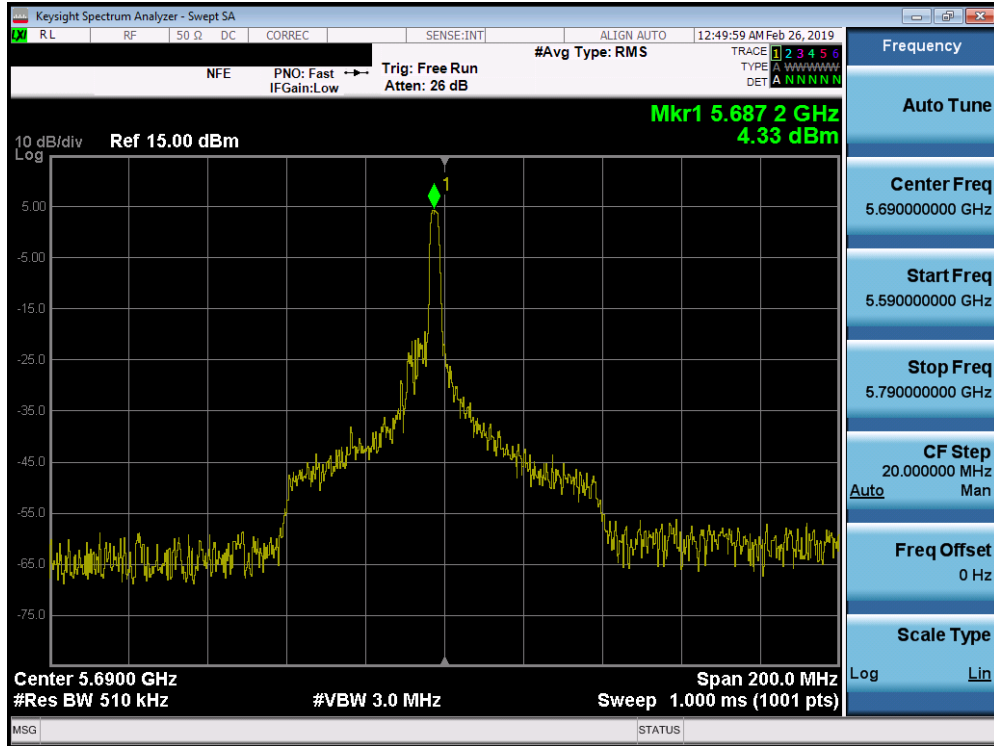 Keysight Spectrum Analyzer - Swept SA
LXI RL RF 50 Ω DC CORREC SENSE:INT ALIGN AUTO 12:49:59 AM Feb 26, 2019
NFE PNO: Fast Trig: Free Run #Avg Type: RMS TRACE 1 2 3 4 5 6
IFGain:Low Atten: 26 dB TYPE A WWWWW
DET A N N N N N
Mkr1 5.687 2 GHz
4.33 dBm
10 dB/div Ref 15.00 dBm
Log
1
5.00
-5.00
-15.0
-25.0
-35.0
-45.0
-55.0
-65.0
-75.0
Center 5.6900 GHz Span 200.0 MHz
#Res BW 510 kHz #VBW 3.0 MHz Sweep 1.000 ms (1001 pts)
MSG STATUS
Frequency
Auto Tune
Center Freq
5.690000000 GHz
Start Freq
5.590000000 GHz
Stop Freq
5.790000000 GHz
CF Step
20.000000 MHz
Auto Man
Freq Offset
0 Hz
Scale Type
Log Lin